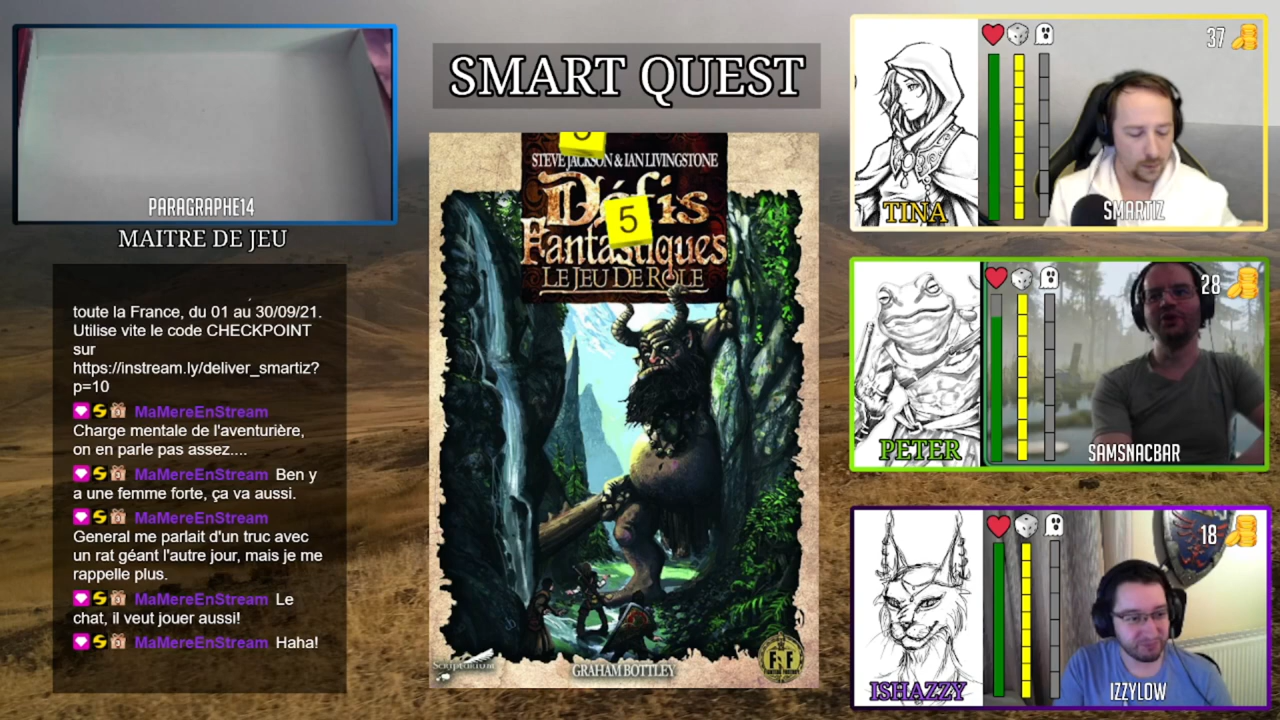 PARAGRAPHE14
MAITRE DE JEU
toute la France, du 01 au 30/09/21.
Utilise vite le code CHECKPOINT
sur
https://instream.ly/deliver_smartiz?
p=10
MaMereEnStream
Charge mentale de l'aventurière,
on en parle pas assez....
MaMereEnStream Ben y
a une femme forte, ça va aussi.
MaMereEnStream
General me parlait d'un truc avec
un rat géant l'autre jour, mais je me
rappelle plus.
MaMereEnStream Le
chat, il veut jouer aussi!
MaMereEnStream Haha!
SMART QUEST
STEVE JACKSON & IAN LIVINGSTONE
Défis
5
Fantastiques
LE JEU DE RÔLE
SCRIPTARIUM
GRAHAM BOTTLEY
FF
37
TINA
SMARTIZ
28
PETER
SAMSNACBAR
18
ISHAZZY
IZZYLOW